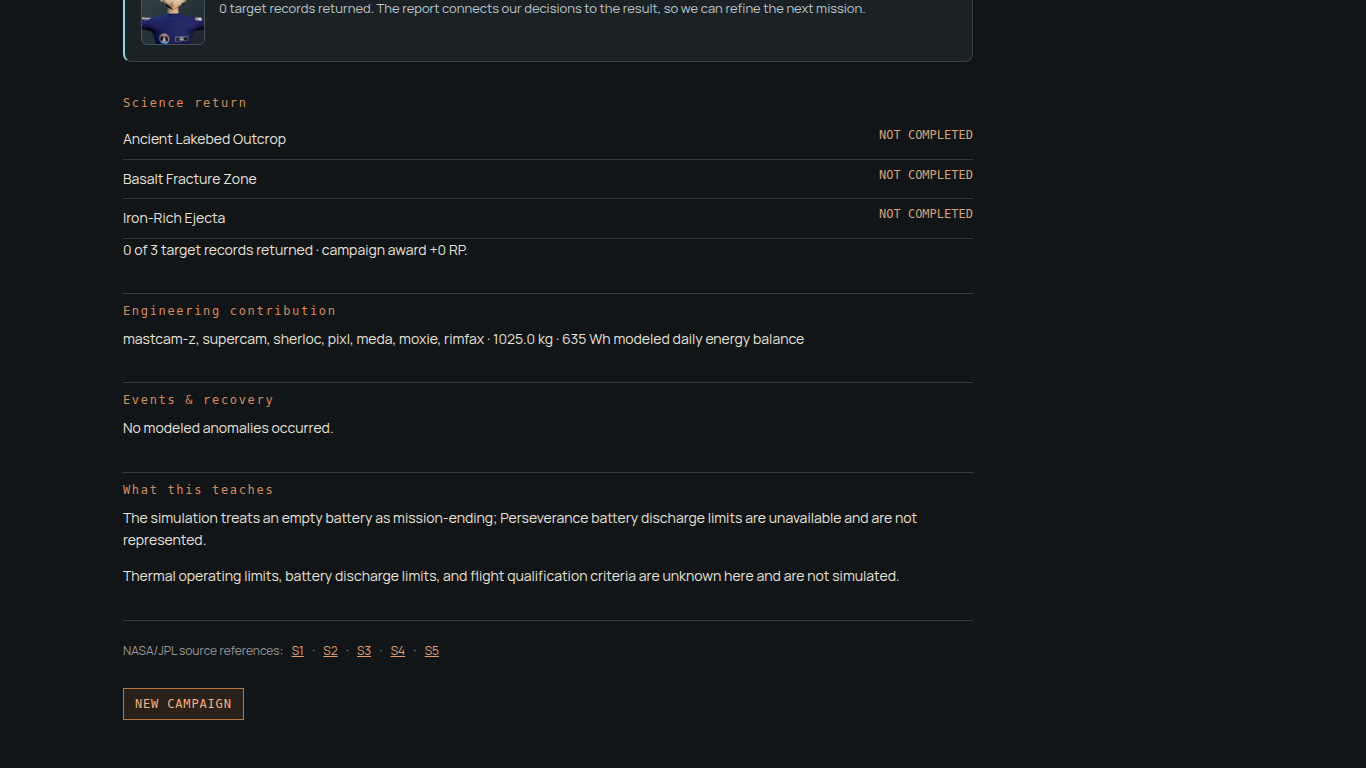 0 target records returned. The report connects our decisions to the result, so we can refine the next mission.
Science return
Ancient Lakebed Outcrop NOT COMPLETED
Basalt Fracture Zone NOT COMPLETED
Iron-Rich Ejecta NOT COMPLETED
0 of 3 target records returned · campaign award +0 RP.
Engineering contribution
mastcam-z, supercam, sherloc, pixl, meda, moxie, rimfax · 1025.0 kg · 635 Wh modeled daily energy balance
Events & recovery
No modeled anomalies occurred.
What this teaches
The simulation treats an empty battery as mission-ending; Perseverance battery discharge limits are unavailable and are not
represented.
Thermal operating limits, battery discharge limits, and flight qualification criteria are unknown here and are not simulated.
NASA/JPL source references: S1 · S2 · S3 · S4 · S5
NEW CAMPAIGN